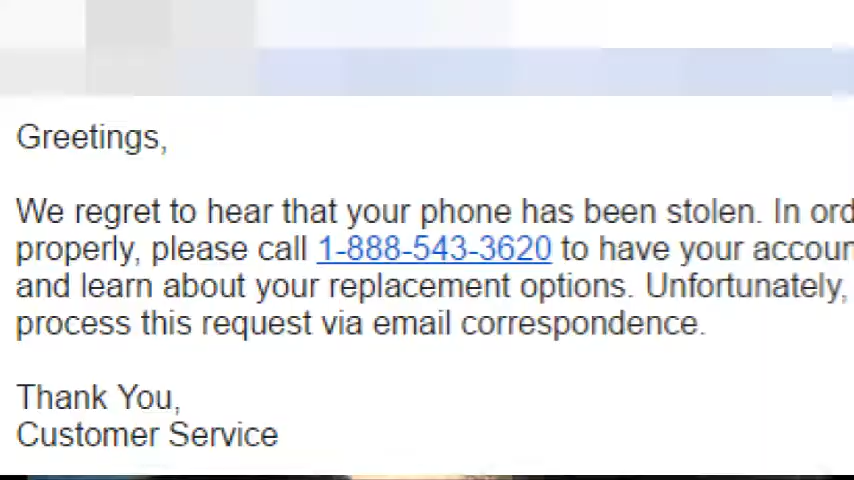 Greetings,
We regret to hear that your phone has been stolen. In
properly, please call 1-888-543-3620 to have your
and learn about your replacement options. Unfortunately,
process this request via email correspondence.
Thank You,
Customer Service